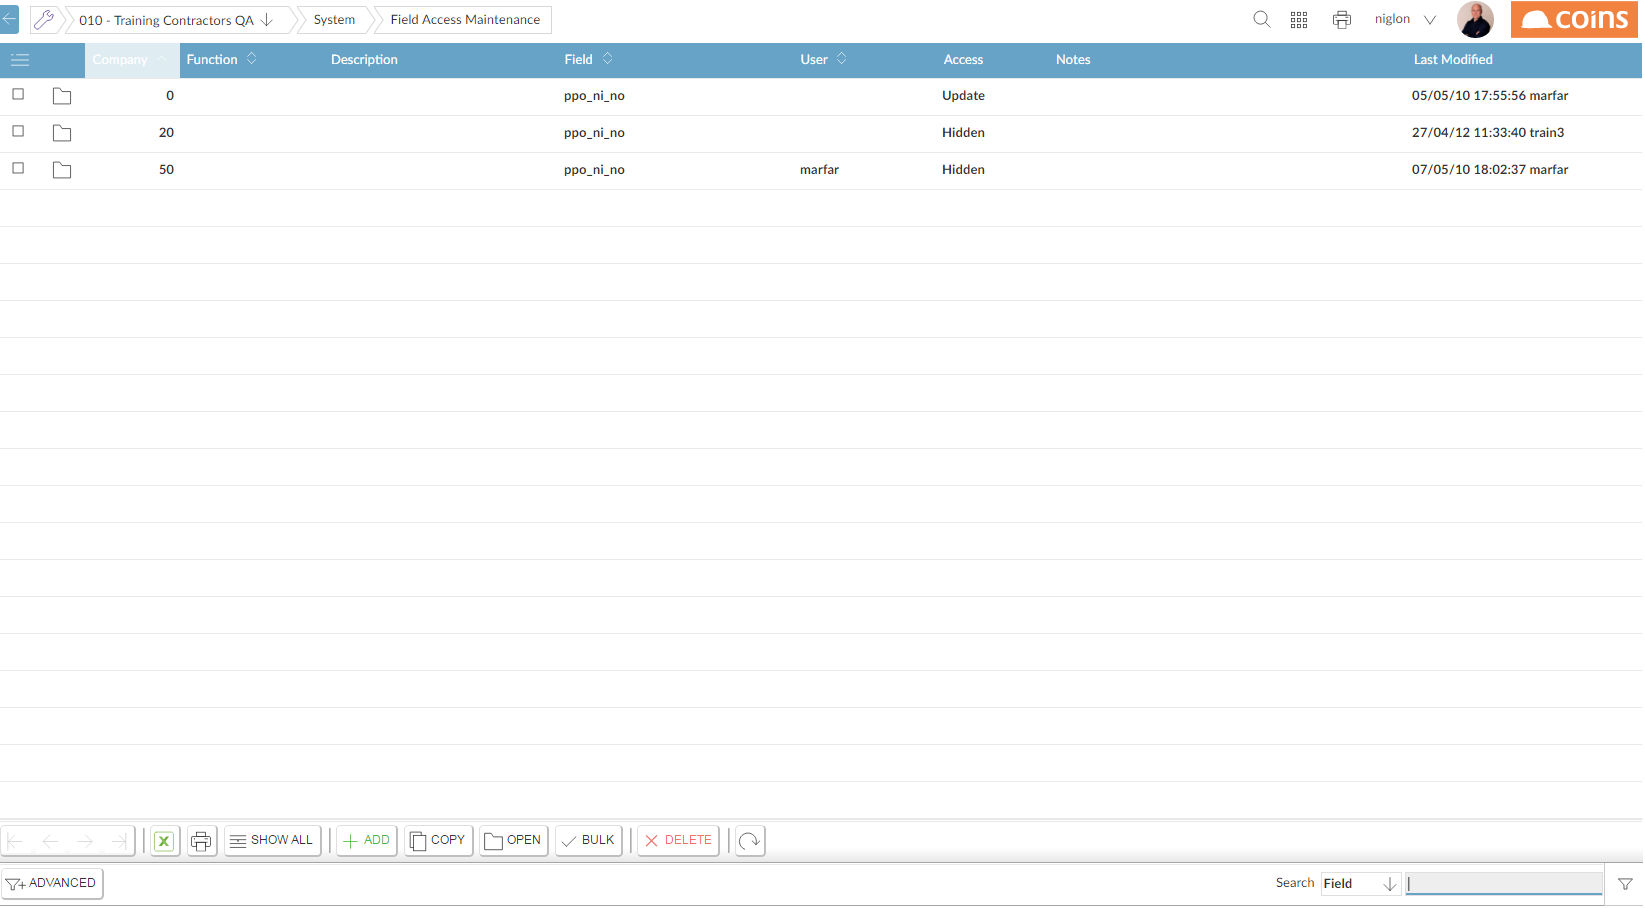 010 - Training Contractors QA System Field Access Maintenance niglon coins
Company Function Description Field User Access Notes Last Modified
0 ppo_ni_no Update 05/05/10 17:55:56 marfar
20 ppo_ni_no Hidden 27/04/12 11:33:40 train3
50 ppo_ni_no marfar Hidden 07/05/10 18:02:37 marfar
X SHOW ALL ADD COPY OPEN BULK DELETE
ADVANCED Search Field